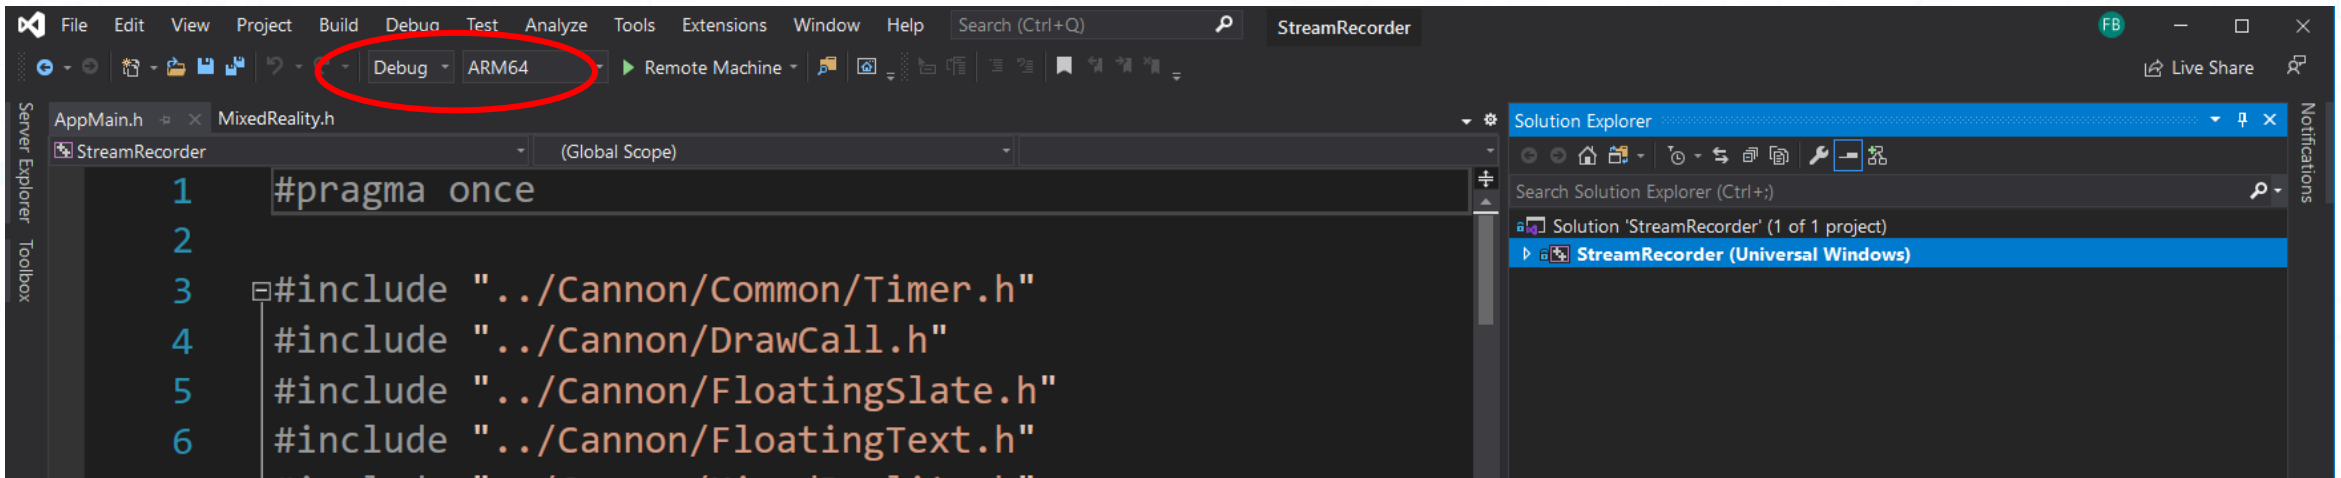 File Edit View Project Build Debug Test Analyze Tools Extensions Window Help Search (Ctrl+Q) StreamRecorder FB
Debug ARM64 Remote Machine Live Share
Server Explorer
Toolbox
AppMain.h MixedReality.h
StreamRecorder (Global Scope)
1 #pragma once
2
3 #include "../Cannon/Common/Timer.h"
4 #include "../Cannon/DrawCall.h"
5 #include "../Cannon/FloatingSlate.h"
6 #include "../Cannon/FloatingText.h"
Solution Explorer
Search Solution Explorer (Ctrl+;)
Solution 'StreamRecorder' (1 of 1 project)
StreamRecorder (Universal Windows)
Notifications